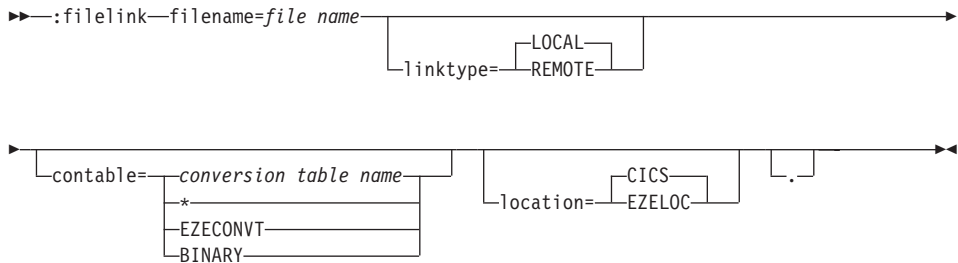 :filelink filename=file name
LOCAL
linktype= REMOTE
contable= conversion table name
*
EZECONVT
BINARY
CICS
location= EZELOC
.